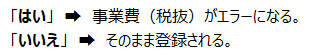 「はい」 ➡ 事業費（税抜）がエラーになる。
「いいえ」 ➡ そのまま登録される。